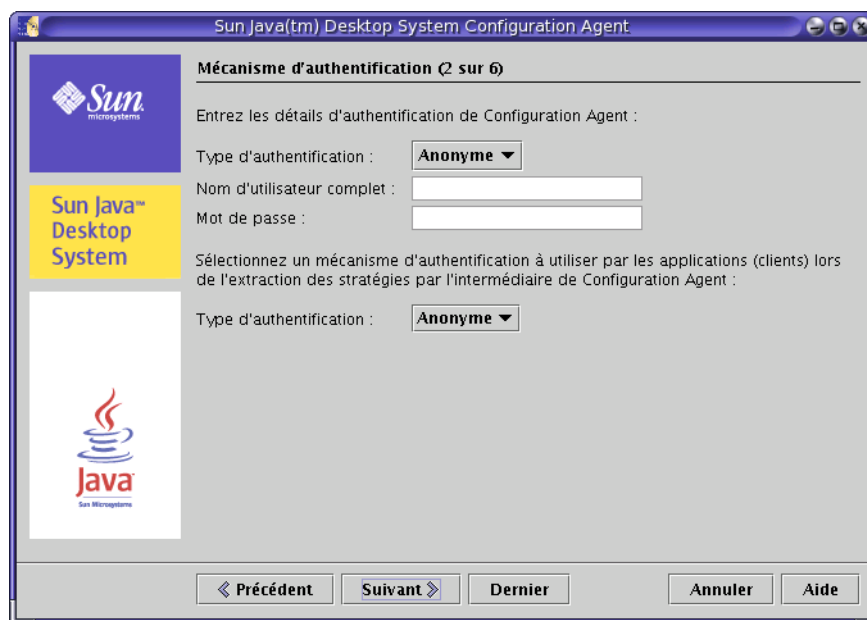 Sun Java(tm) Desktop System Configuration Agent
Sun
microsystems
Sun Java™
Desktop
System
Java
Sun Microsystems
Mécanisme d'authentification (2 sur 6)
Entrez les détails d'authentification de Configuration Agent :
Type d'authentification : Anonyme
Nom d'utilisateur complet :
Mot de passe :
Sélectionnez un mécanisme d'authentification à utiliser par les applications (clients) lors
de l'extraction des stratégies par l'intermédiaire de Configuration Agent :
Type d'authentification : Anonyme
Précédent Suivant Dernier Annuler Aide